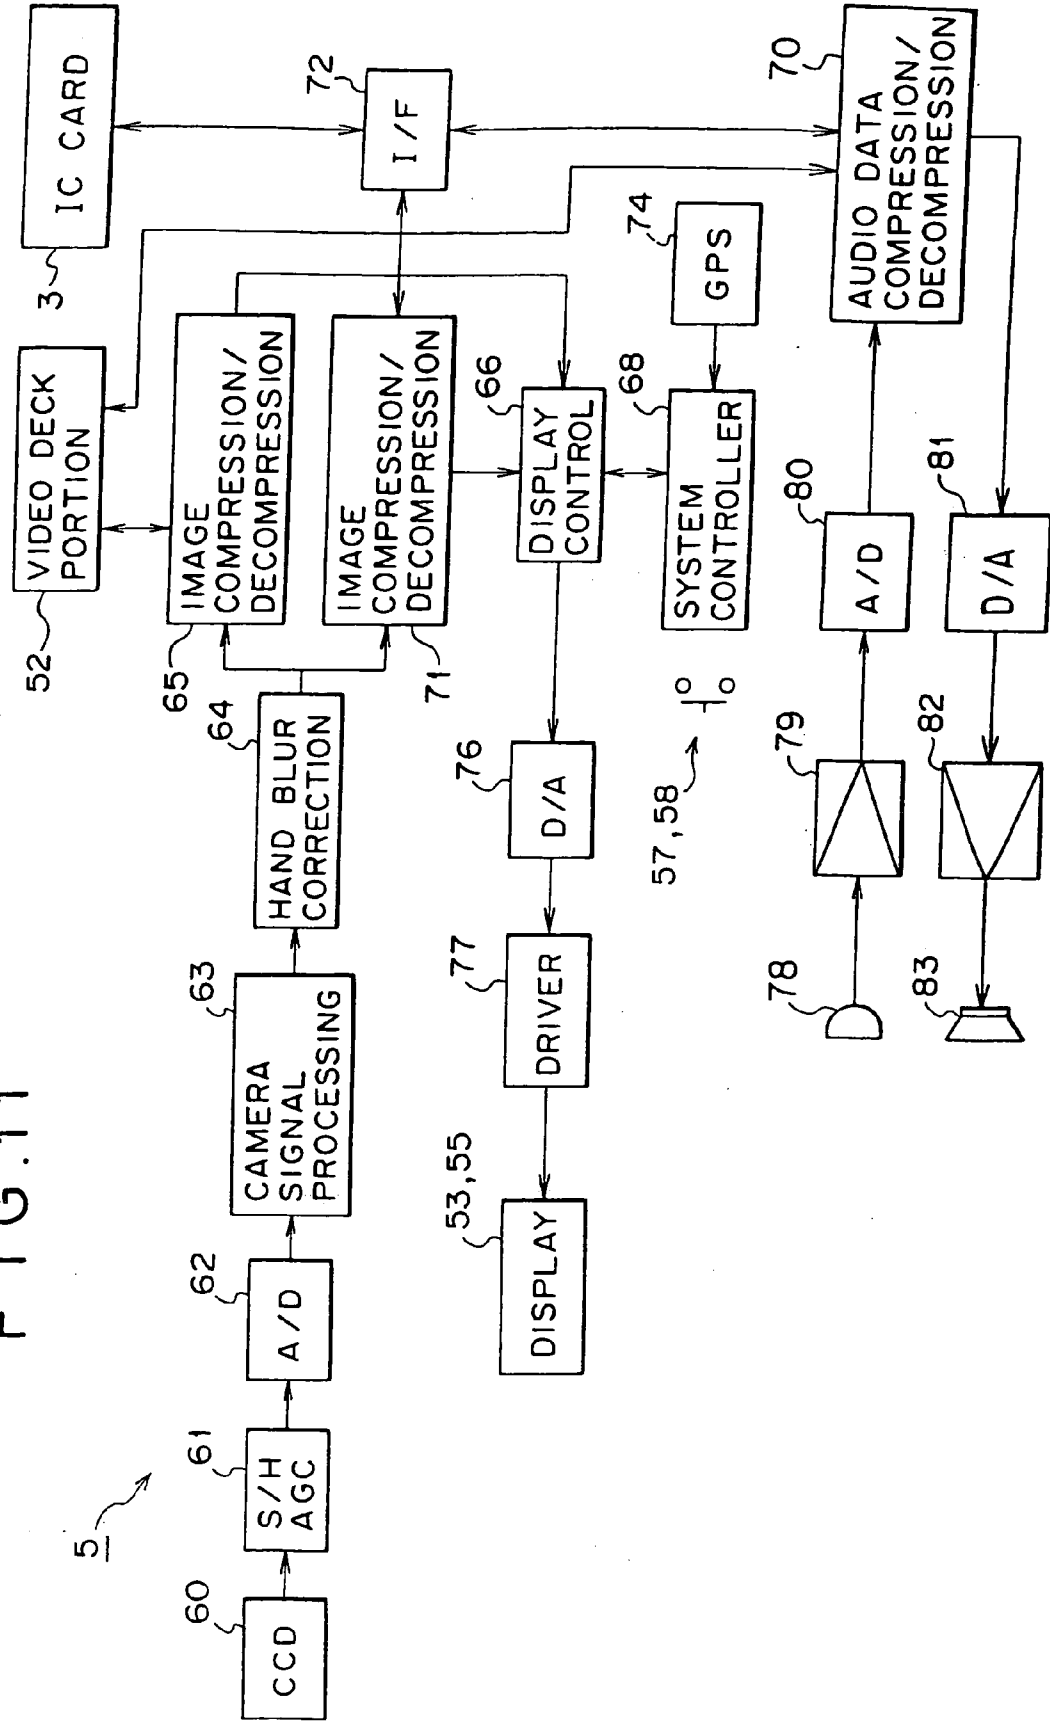 FIG.11
5
60
CCD
61
S/H
AGC
62
A/D
63
CAMERA
SIGNAL
PROCESSING
64
HAND BLUR
CORRECTION
52
VIDEO DECK
PORTION
3
IC CARD
65
IMAGE
COMPRESSION/
DECOMPRESSION
71
IMAGE
COMPRESSION/
DECOMPRESSION
72
I/F
53,55
DISPLAY
77
DRIVER
76
D/A
66
DISPLAY
CONTROL
57,58
68
SYSTEM
CONTROLLER
74
GPS
78
79
80
A/D
70
AUDIO DATA
COMPRESSION/
DECOMPRESSION
83
82
81
D/A